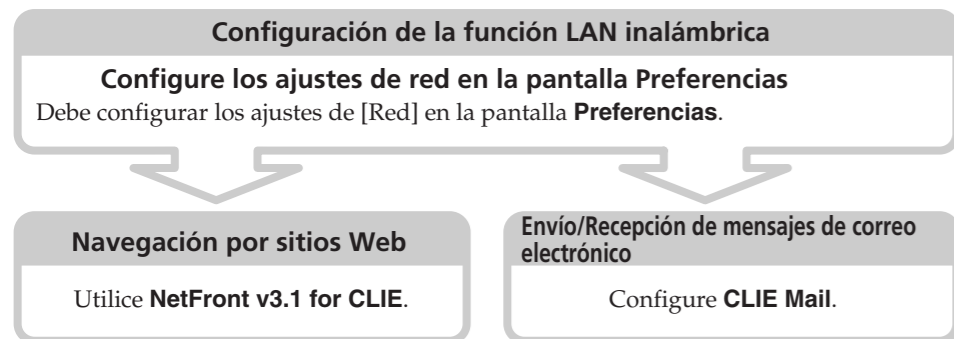 Configuración de la función LAN inalámbrica
Configure los ajustes de red en la pantalla Preferencias
Debe configurar los ajustes de [Red] en la pantalla Preferencias.
Navegación por sitios Web
Utilice NetFront v3.1 for CLIE.
Envío/Recepción de mensajes de correo
electrónico
Configure CLIE Mail.